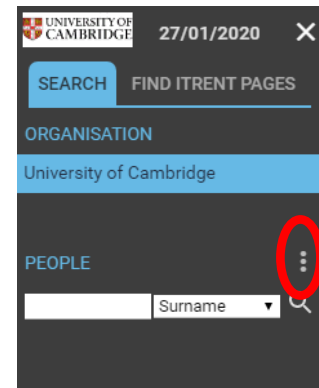 UNIVERSITY OF
CAMBRIDGE
27/01/2020
SEARCH FIND ITRENT PAGES
ORGANISATION
University of Cambridge
PEOPLE
Surname